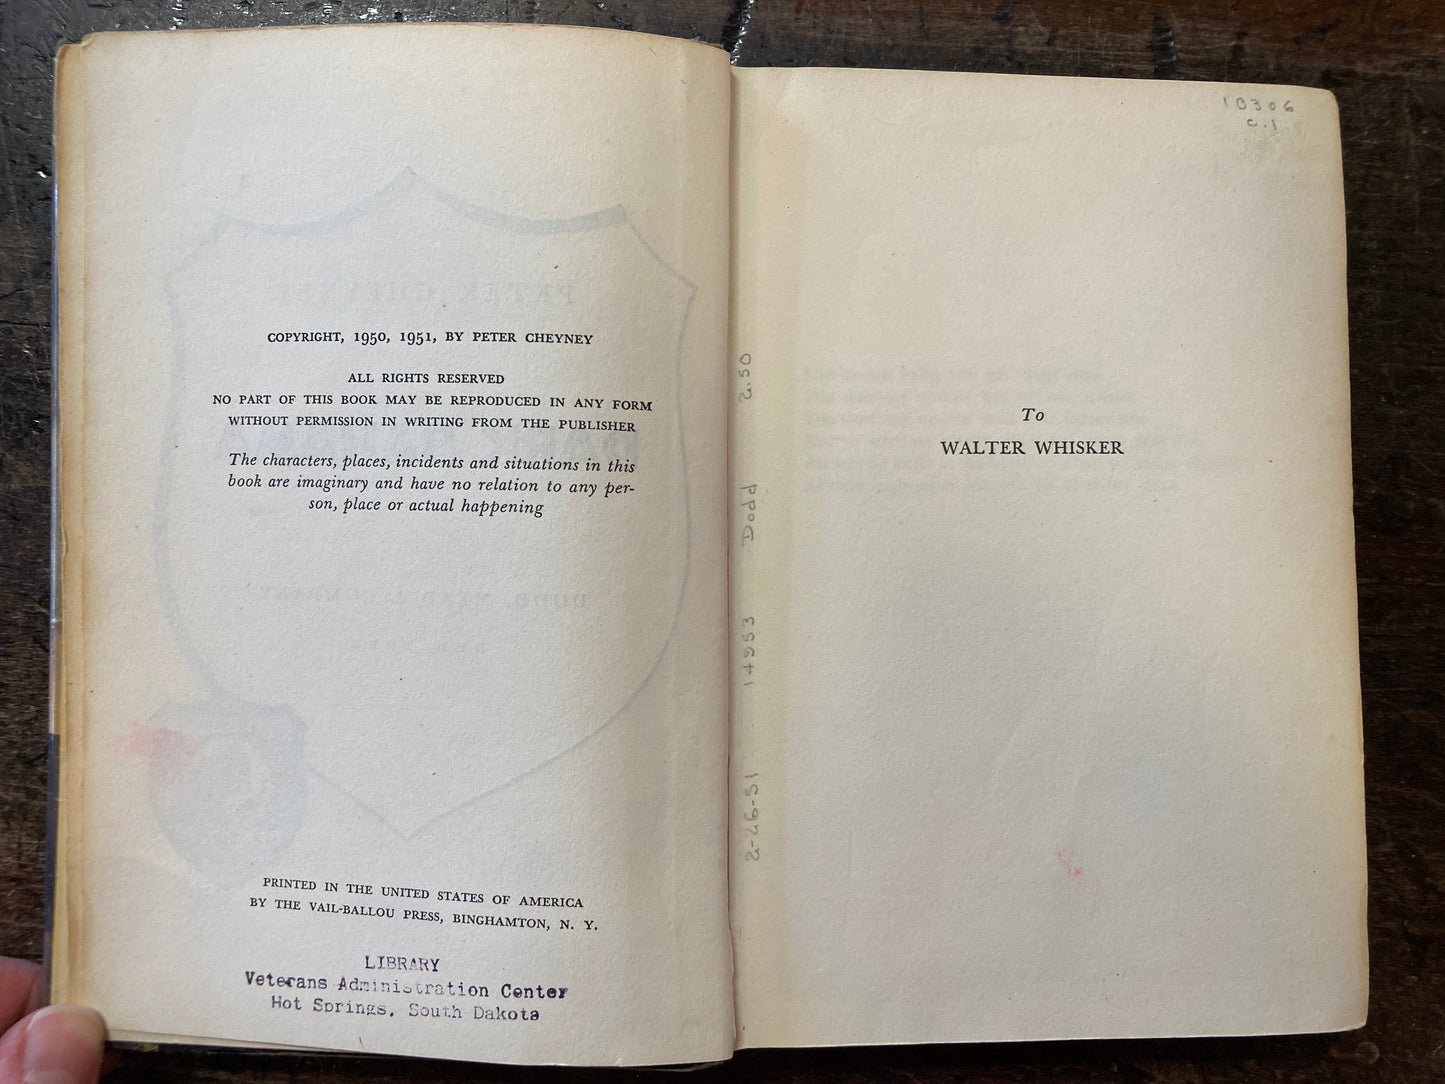 COPYRIGHT, 1950, 1951, BY PETER CHEYNEY
ALL RIGHTS RESERVED
NO PART OF THIS BOOK MAY BE REPRODUCED IN ANY FORM
WITHOUT PERMISSION IN WRITING FROM THE PUBLISHER
The characters, places, incidents and situations in this
book are imaginary and have no relation to any per-
son, place or actual happening
PRINTED IN THE UNITED STATES OF AMERICA
BY THE VAIL-BALLOU PRESS, BINGHAMTON, N. Y.
LIBRARY
Veterans Administration Center
Hot Springs, South Dakota
2-26-51 14953 Dodd 2.50
10306
c.1
To
WALTER WHISKER